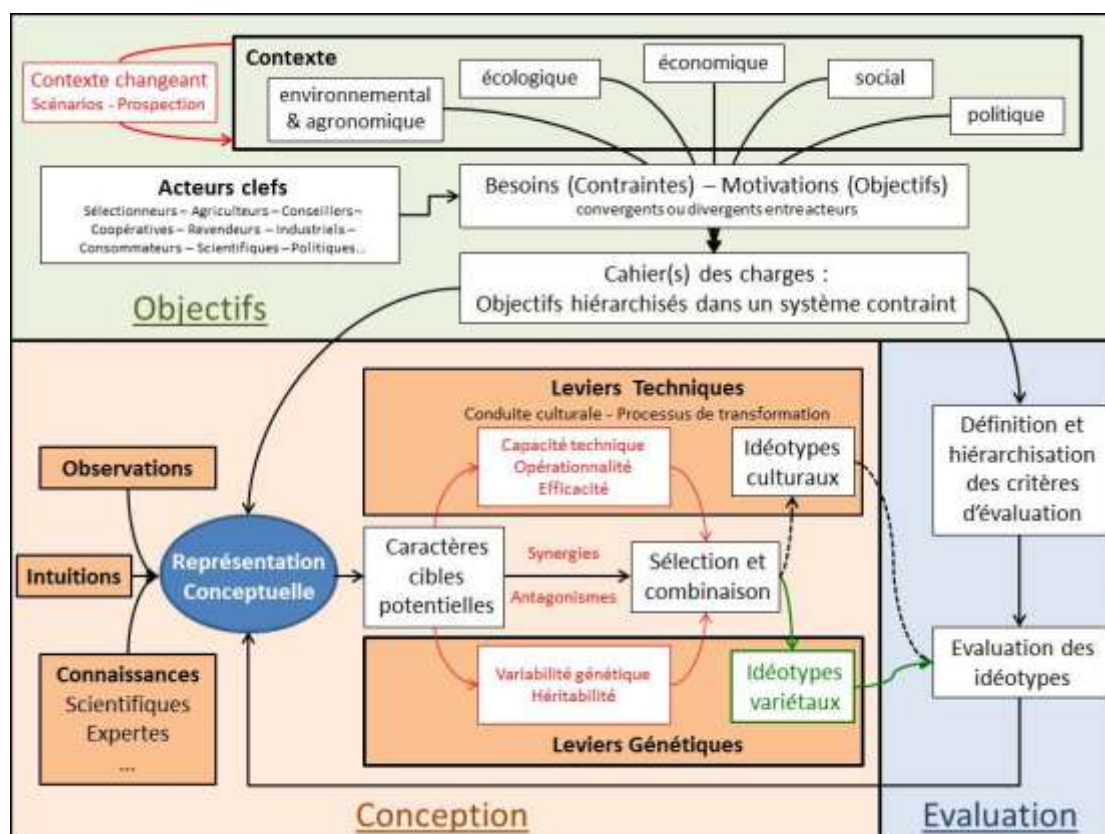 Contexte changeant
Scénarios - Prospection
Contexte
environnemental
& agronomique
écologique
économique
social
politique
Acteurs clefs
Sélectionneurs – Agriculteurs – Conseillers –
Coopératives – Revendeurs – Industriels –
Consommateurs – Scientifiques – Politiques...
Besoins (Contraintes) – Motivations (Objectifs)
convergents ou divergents entre acteurs
Cahier(s) des charges :
Objectifs hiérarchisés dans un système contraint
Objectifs
Observations
Intuitions
Connaissances
Scientifiques
Expertes
...
Représentation
Conceptuelle
Leviers Techniques
Conduite culturale - Processus de transformation
Capacité technique
Opérationnalité
Efficacité
Idéotypes
culturaux
Caractères
cibles
potentielles
Synergies
Antagonismes
Sélection et
combinaison
Variabilité génétique
Héritabilité
Idéotypes
variétaux
Leviers Génétiques
Conception
Définition et
hiérarchisation
des critères
d'évaluation
Evaluation des
idéotypes
Evaluation